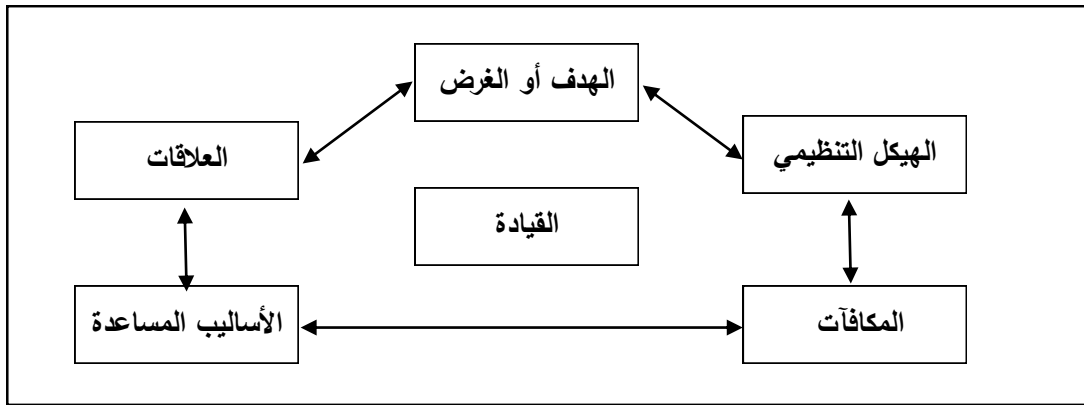 الهدف أو الغرض
الهيكل التنظيمي
العلاقات
القيادة
المكافآت
الأساليب المساعدة